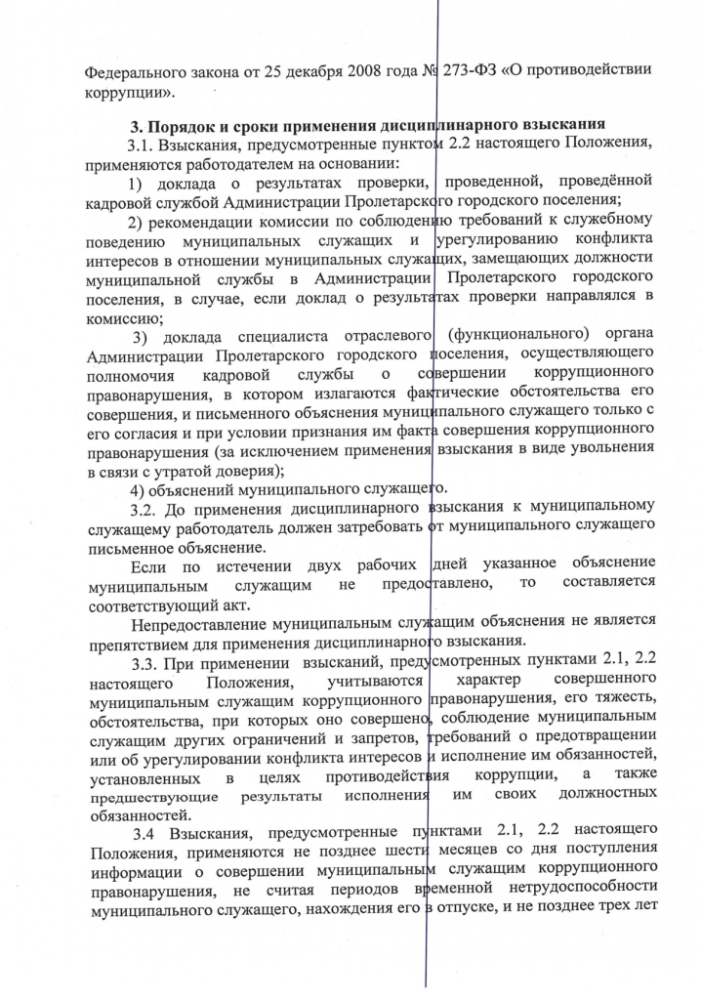 Федерального закона от 25 декабря 2008 года № 273-ФЗ «О противодействии
коррупции».
3. Порядок и сроки применения дисциплинарного взыскания
3.1. Взыскания, предусмотренные пунктом 2.2 настоящего Положения,
применяются работодателем на основании:
1) доклада о результатах проверки, проведенной, проведённой
кадровой службой Администрации Пролетарского городского поселения;
2) рекомендации комиссии по соблюдению требований к служебному
поведению муниципальных служащих и урегулированию конфликта
интересов в отношении муниципальных служащих, замещающих должности
муниципальной службы в Администрации Пролетарского городского
поселения, в случае, если доклад о результатах проверки направлялся в
комиссию;
3) доклада специалиста отраслевого (функционального) органа
Администрации Пролетарского городского поселения, осуществляющего
полномочия кадровой службы о совершении коррупционного
правонарушения, в котором излагаются фактические обстоятельства его
совершения, и письменного объяснения муниципального служащего только с
его согласия и при условии признания им факта совершения коррупционного
правонарушения (за исключением применения взыскания в виде увольнения
в связи с утратой доверия);
4) объяснений муниципального служащего.
3.2. До применения дисциплинарного взыскания к муниципальному
служащему работодатель должен затребовать от муниципального служащего
письменное объяснение.
Если по истечении двух рабочих дней указанное объяснение
муниципальным служащим не предоставлено, то составляется
соответствующий акт.
Непредоставление муниципальным служащим объяснения не является
препятствием для применения дисциплинарного взыскания.
3.3. При применении взысканий, предусмотренных пунктами 2.1, 2.2
настоящего Положения, учитываются характер совершенного
муниципальным служащим коррупционного правонарушения, его тяжесть,
обстоятельства, при которых оно совершено, соблюдение муниципальным
служащим других ограничений и запретов, требований о предотвращении
или об урегулировании конфликта интересов и исполнение им обязанностей,
установленных в целях противодействия коррупции, а также
предшествующие результаты исполнения им своих должностных
обязанностей.
3.4 Взыскания, предусмотренные пунктами 2.1, 2.2 настоящего
Положения, применяются не позднее шести месяцев со дня поступления
информации о совершении муниципальным служащим коррупционного
правонарушения, не считая периодов временной нетрудоспособности
муниципального служащего, нахождения его в отпуске, и не позднее трех лет